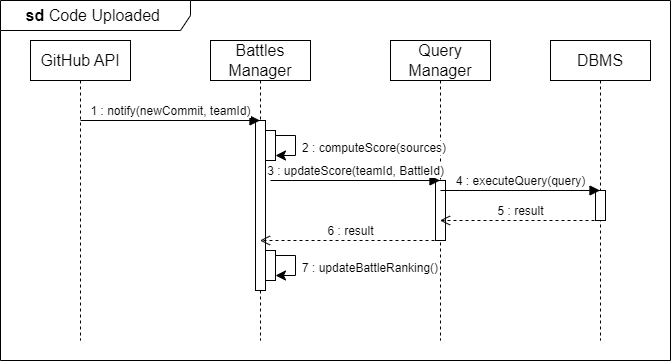 sd Code Uploaded
GitHub API
Battles
Manager
Query
Manager
DBMS
1 : notify(newCommit, teamId)
2 : computeScore(sources)
3 : updateScore(teamId, BattleId)
4 : executeQuery(query)
5 : result
6 : result
7 : updateBattleRanking()